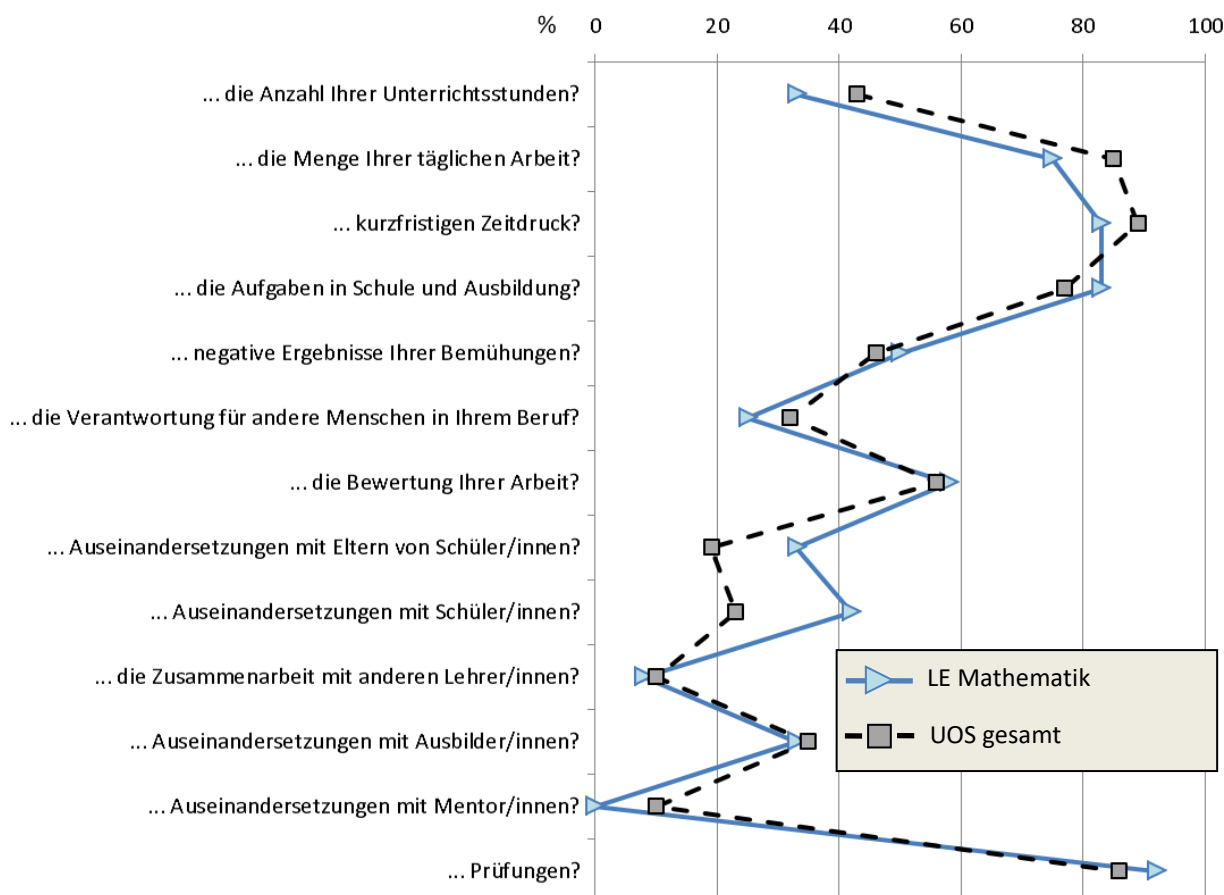 % 0 20 40 60 80 100
... die Anzahl Ihrer Unterrichtsstunden?
... die Menge Ihrer täglichen Arbeit?
... kurzfristigen Zeitdruck?
... die Aufgaben in Schule und Ausbildung?
... negative Ergebnisse Ihrer Bemühungen?
... die Verantwortung für andere Menschen in Ihrem Beruf?
... die Bewertung Ihrer Arbeit?
... Auseinandersetzungen mit Eltern von Schüler/innen?
... Auseinandersetzungen mit Schüler/innen?
... die Zusammenarbeit mit anderen Lehrer/innen?
... Auseinandersetzungen mit Ausbilder/innen?
... Auseinandersetzungen mit Mentor/innen?
... Prüfungen?
LE Mathematik
UOS gesamt